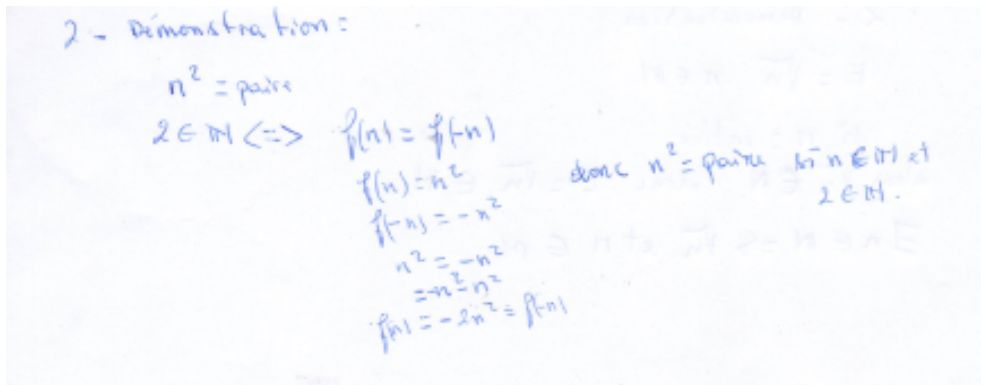 2 - Démonstration :
n² = paire
2 ∈ ℕ <=> f(n) = f(-n)
f(n) = n²
f(-n) = -n²
n² = -n²
= -n² - n²
f(n) = -2n² = f(-n)
donc n² = paire si n ∈ ℕ et
2 ∈ ℕ.